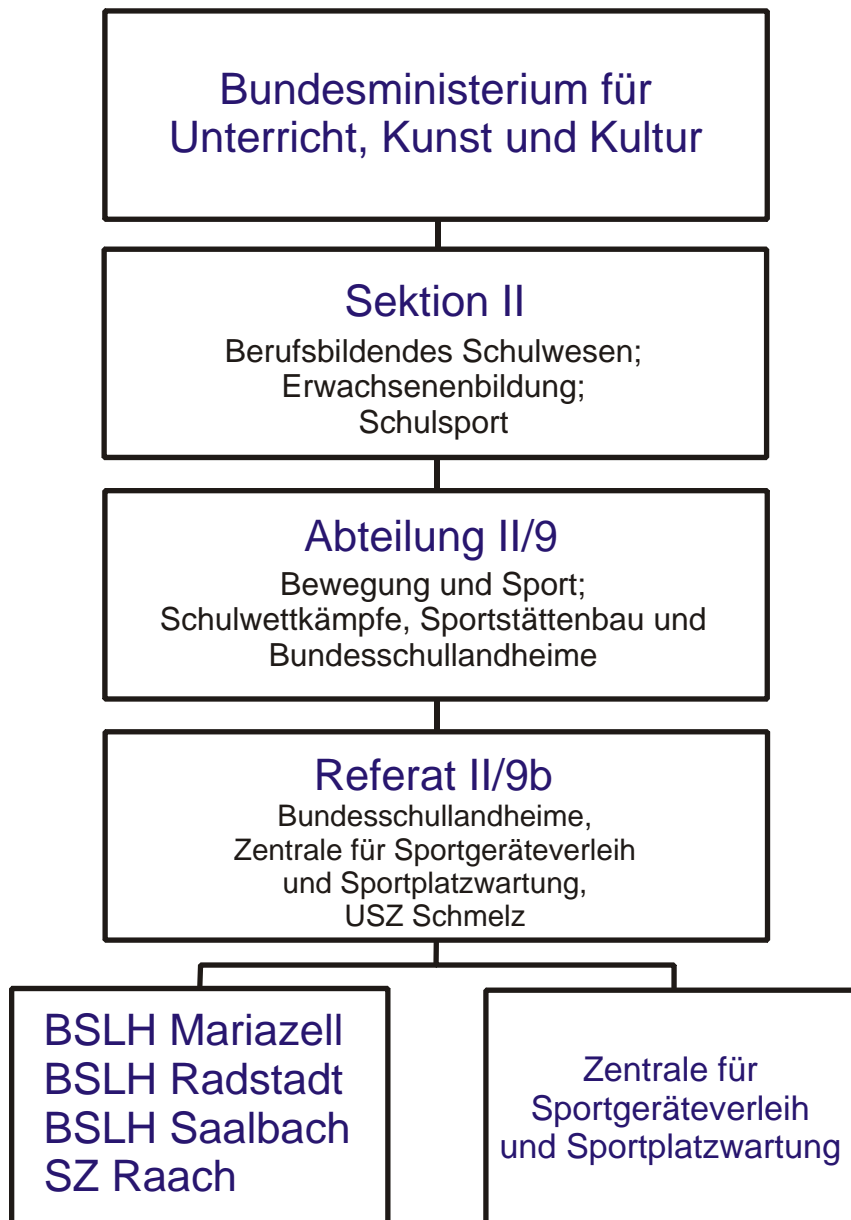 Bundesministerium für
Unterricht, Kunst und Kultur
Sektion II
Berufsbildendes Schulwesen;
Erwachsenenbildung;
Schulsport
Abteilung II/9
Bewegung und Sport;
Schulwettkämpfe, Sportstättenbau und
Bundesschullandheime
Referat II/9b
Bundesschullandheime,
Zentrale für Sportgeräteverleih
und Sportplatzwartung,
USZ Schmelz
BSLH Mariazell
BSLH Radstadt
BSLH Saalbach
SZ Raach
Zentrale für
Sportgeräteverleih
und Sportplatzwartung